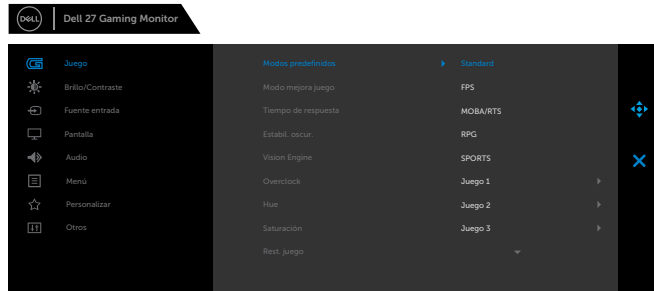 DELL Dell 27 Gaming Monitor
Juego Modos predefinidos Standard
Brillo/Contraste Modo mejora juego FPS
Fuente entrada Tiempo de respuesta MOBA/RTS
Pantalla Estabil. oscur. RPG
Audio Vision Engine SPORTS
Menú Overclock Juego 1
Personalizar Hue Juego 2
Otros Saturación Juego 3
Rest. juego